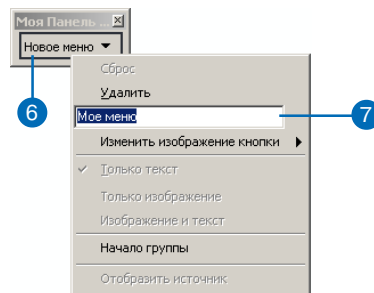 Моя Панель ...
Новое меню
Сброс
Удалить
6
Мое меню
7
Изменить изображение кнопки
Только текст
Только изображение
Изображение и текст
Начало группы
Отобразить источник